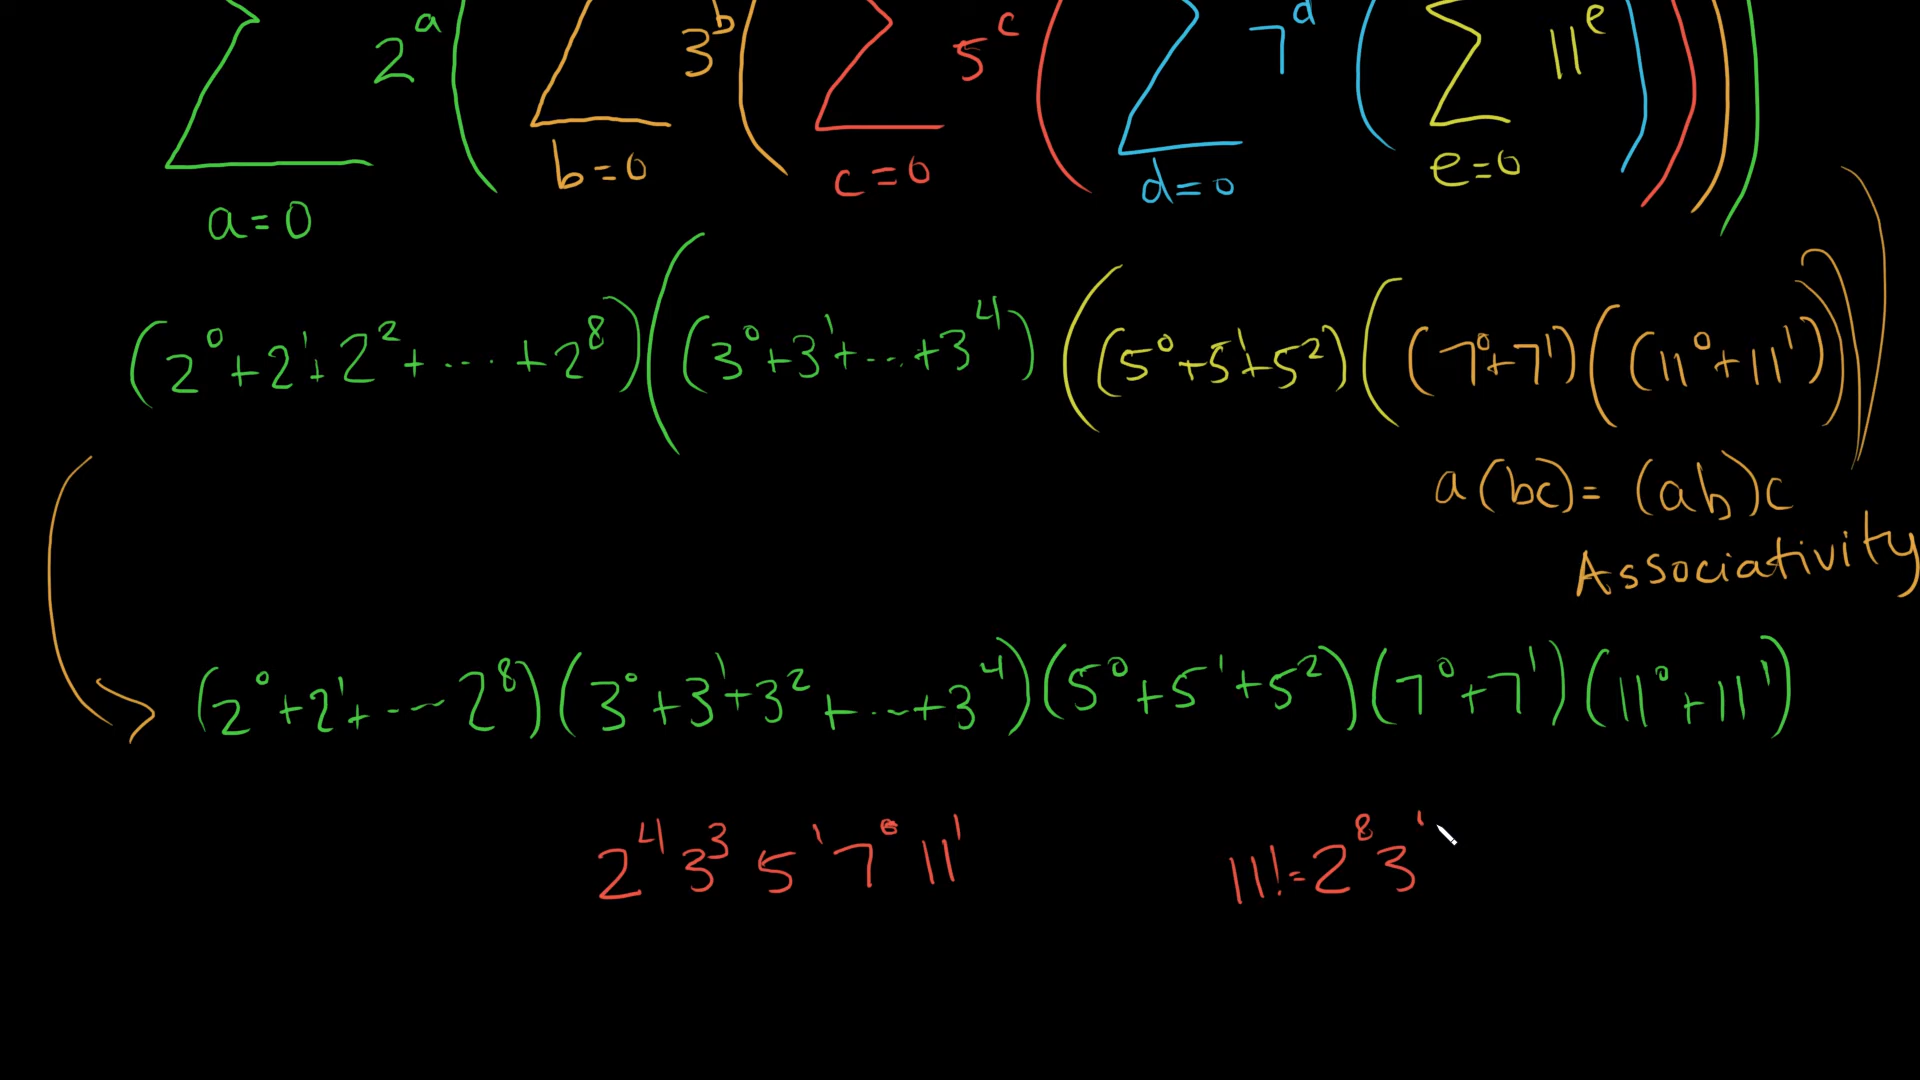 ∑ 2^a ( ∑ 3^b ( ∑ 5^c ( ∑ 7^d ( ∑ 11^e ))))
a=0 b=0 c=0 d=0 e=0
(2^0+2^1+2^2+....+2^8)((3^0+3^1+...+3^4)((5^0+5^1+5^2)((7^0+7^1)((11^0+11^1))))
a(bc)=(ab)c
Associativity
(2^0+2^1+---2^8)(3^0+3^1+3^2+...+3^4)(5^0+5^1+5^2)(7^0+7^1)(11^0+11^1)
2^4 3^3 5^1 7^0 11^1 11!=2^8 3^